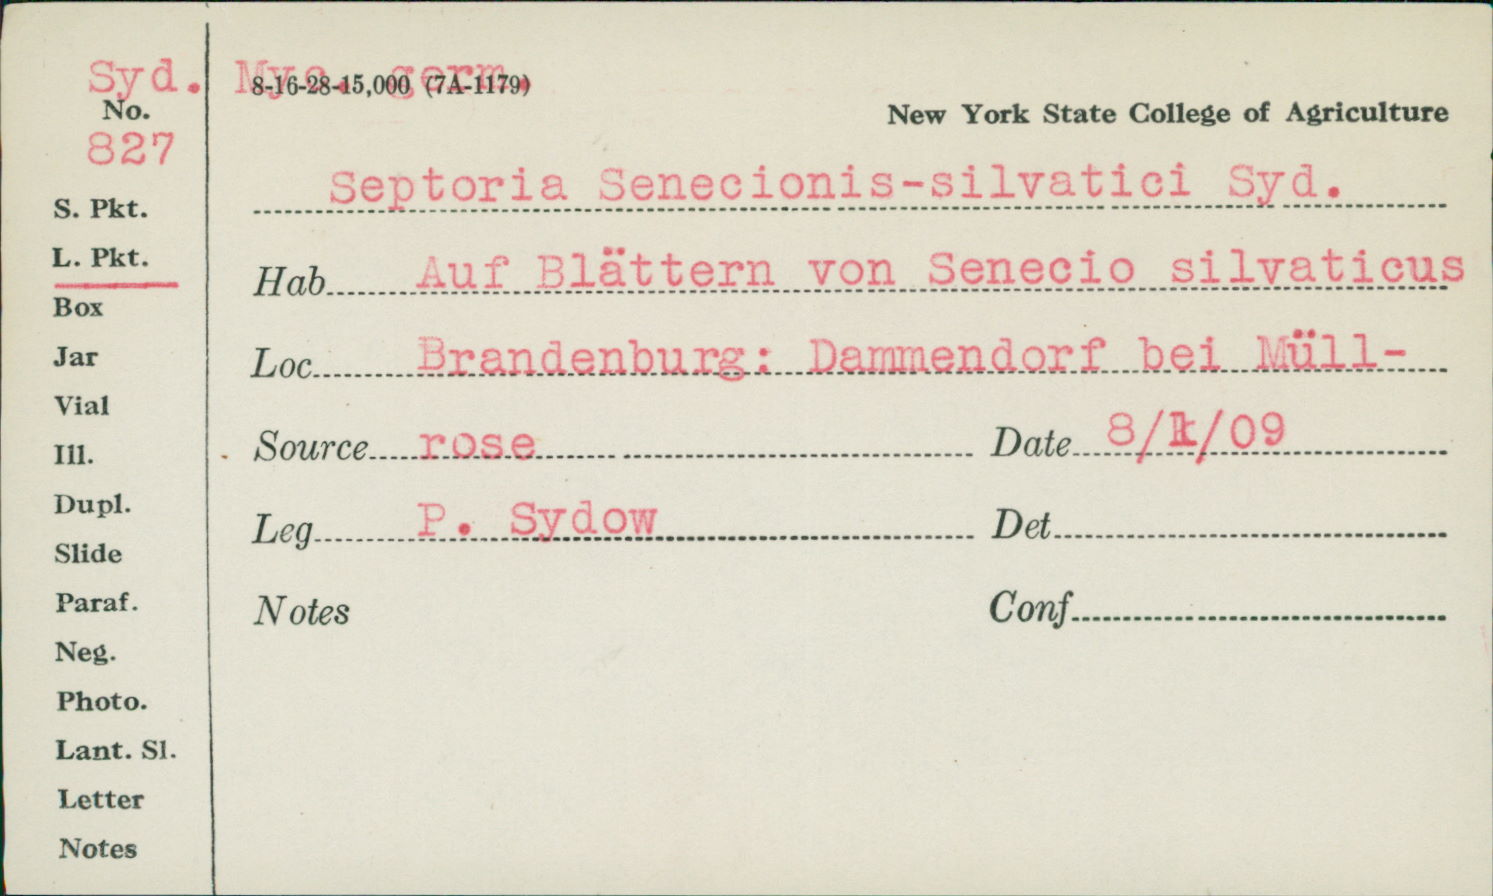 Syd. Myc. germ.
8-16-28-15,000 (7A-1179)
No.
827
New York State College of Agriculture
Septoria Senecionis-silvatici Syd.
S. Pkt.
L. Pkt.
Hab Auf Blättern von Senecio silvaticus
Box
Jar
Loc Brandenburg: Dammendorf bei Müll-
Vial
Ill.
Source rose
Date 8/1/09
Dupl.
Leg P. Sydow
Det
Slide
Paraf.
Notes
Conf
Neg.
Photo.
Lant. Sl.
Letter
Notes